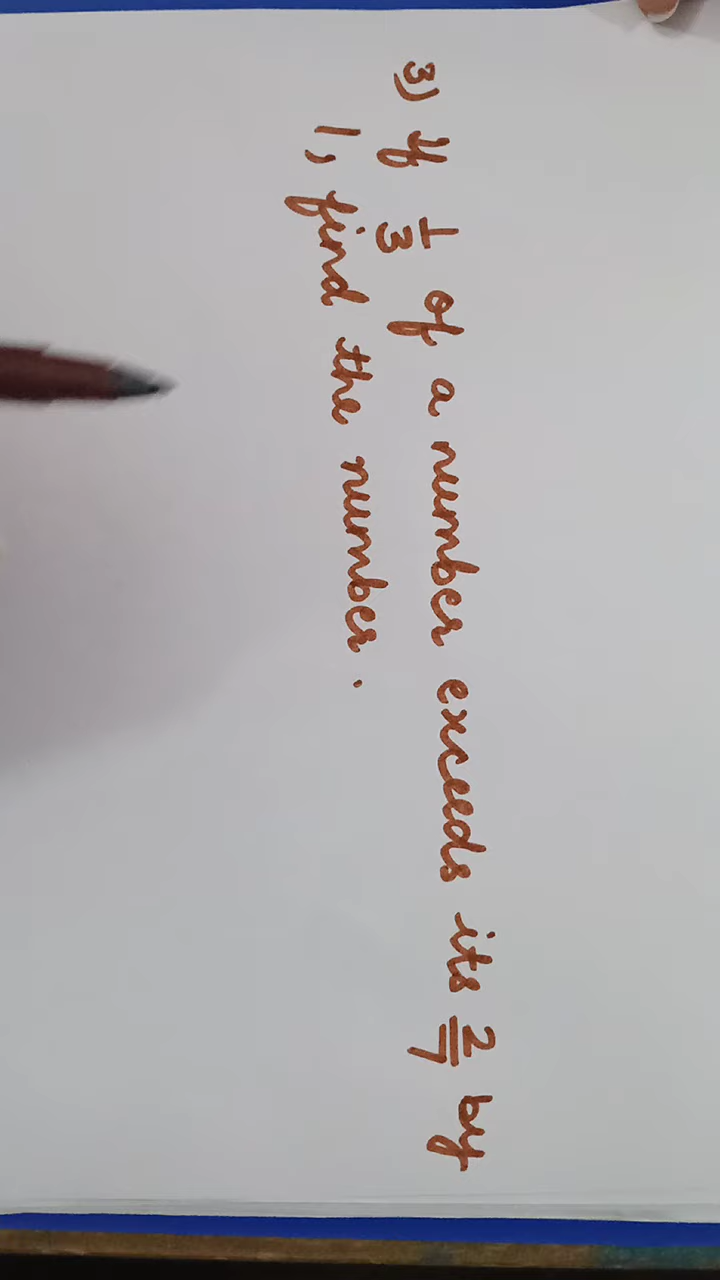 3) If 1/3 of a number exceeds its 2/7 by
1, find the number.